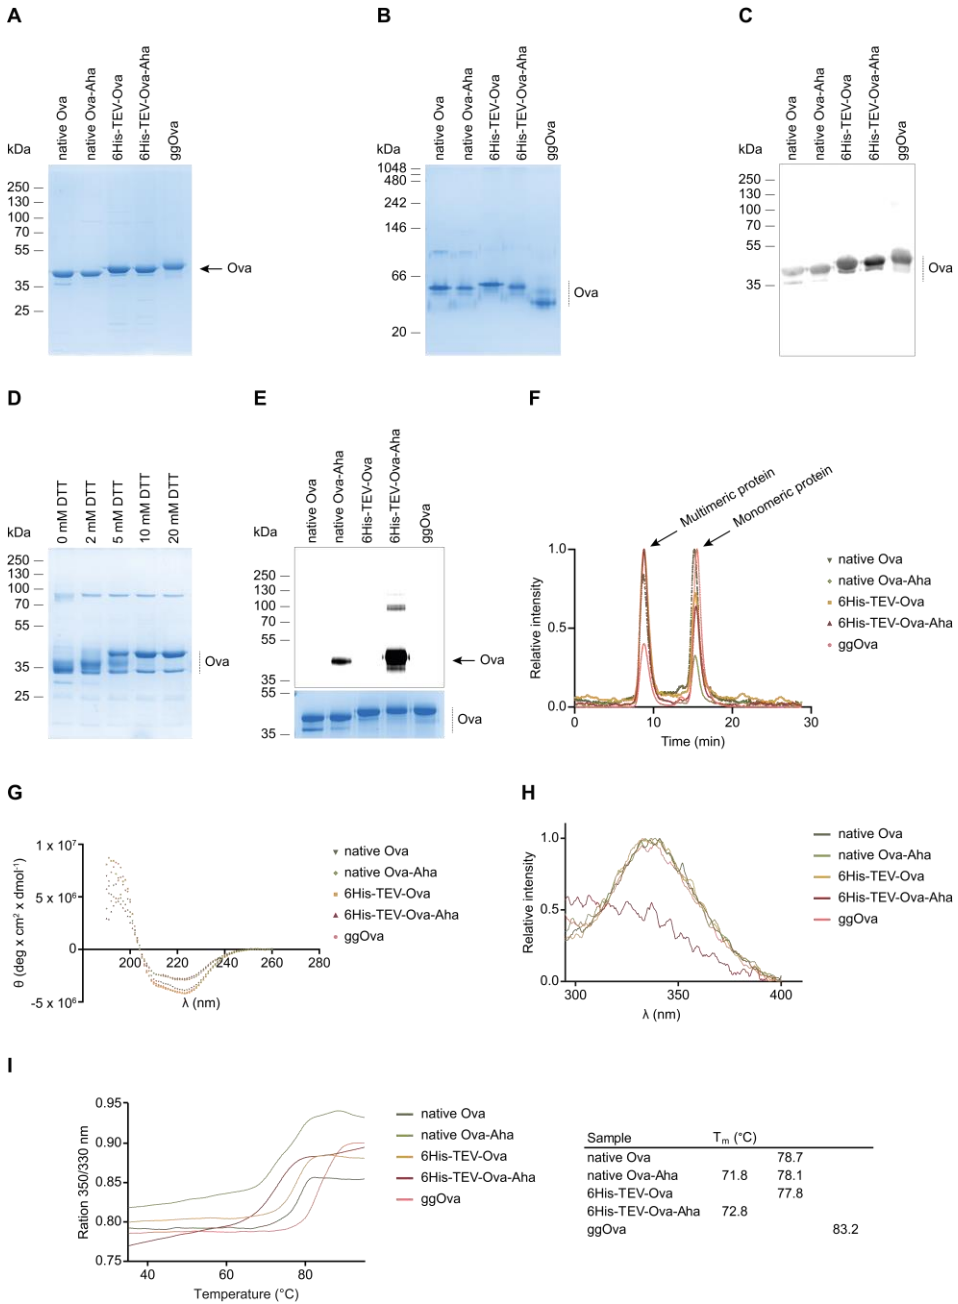 A
kDa
native Ova
native Ova-Aha
6His-TEV-Ova
6His-TEV-Ova-Aha
ggOva
250
130
100
70
55
35
25
Ova
B
kDa
native Ova
native Ova-Aha
6His-TEV-Ova
6His-TEV-Ova-Aha
ggOva
1048
480
242
146
66
20
Ova
C
kDa
native Ova
native Ova-Aha
6His-TEV-Ova
6His-TEV-Ova-Aha
ggOva
250
130
100
70
55
35
Ova
D
kDa
0 mM DTT
2 mM DTT
5 mM DTT
10 mM DTT
20 mM DTT
250
130
100
70
55
35
25
Ova
E
kDa
native Ova
native Ova-Aha
6His-TEV-Ova
6His-TEV-Ova-Aha
ggOva
250
130
100
70
55
35
Ova
55
35
Ova
F
Multimeric protein
Monomeric protein
Relative intensity
1.0
0.5
0.0
0 10 20 30
Time (min)
native Ova
native Ova-Aha
6His-TEV-Ova
6His-TEV-Ova-Aha
ggOva
G
θ (deg x cm² x dmol⁻¹)
1 x 10⁷
5 x 10⁶
0
-5 x 10⁶
200 220 240 260 280
λ (nm)
native Ova
native Ova-Aha
6His-TEV-Ova
6His-TEV-Ova-Aha
ggOva
H
Relative intensity
1.0
0.5
0.0
300 350 400
λ (nm)
native Ova
native Ova-Aha
6His-TEV-Ova
6His-TEV-Ova-Aha
ggOva
I
Ration 350/330 nm
0.95
0.90
0.85
0.80
0.75
40 60 80
Temperature (°C)
native Ova
native Ova-Aha
6His-TEV-Ova
6His-TEV-Ova-Aha
ggOva
Sample Tm (°C)
native Ova 78.7
native Ova-Aha 71.8 78.1
6His-TEV-Ova 77.8
6His-TEV-Ova-Aha 72.8
ggOva 83.2